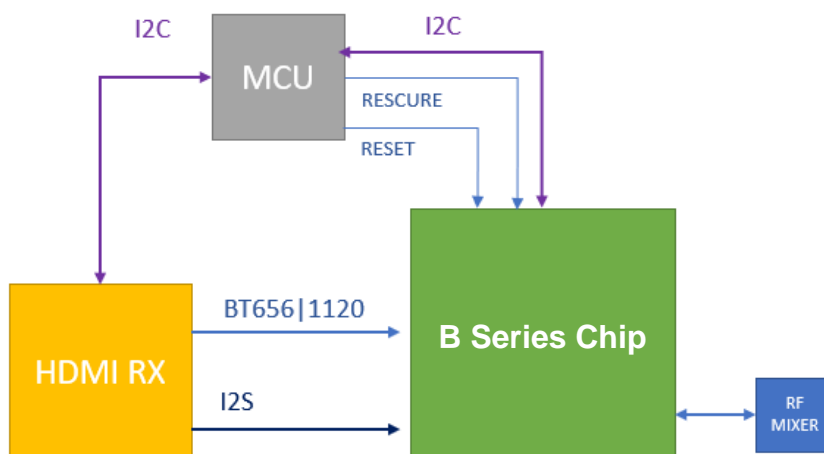 I2C
I2C
MCU
RESCURE
RESET
BT656|1120
B Series Chip
HDMI RX
I2S
RF
MIXER